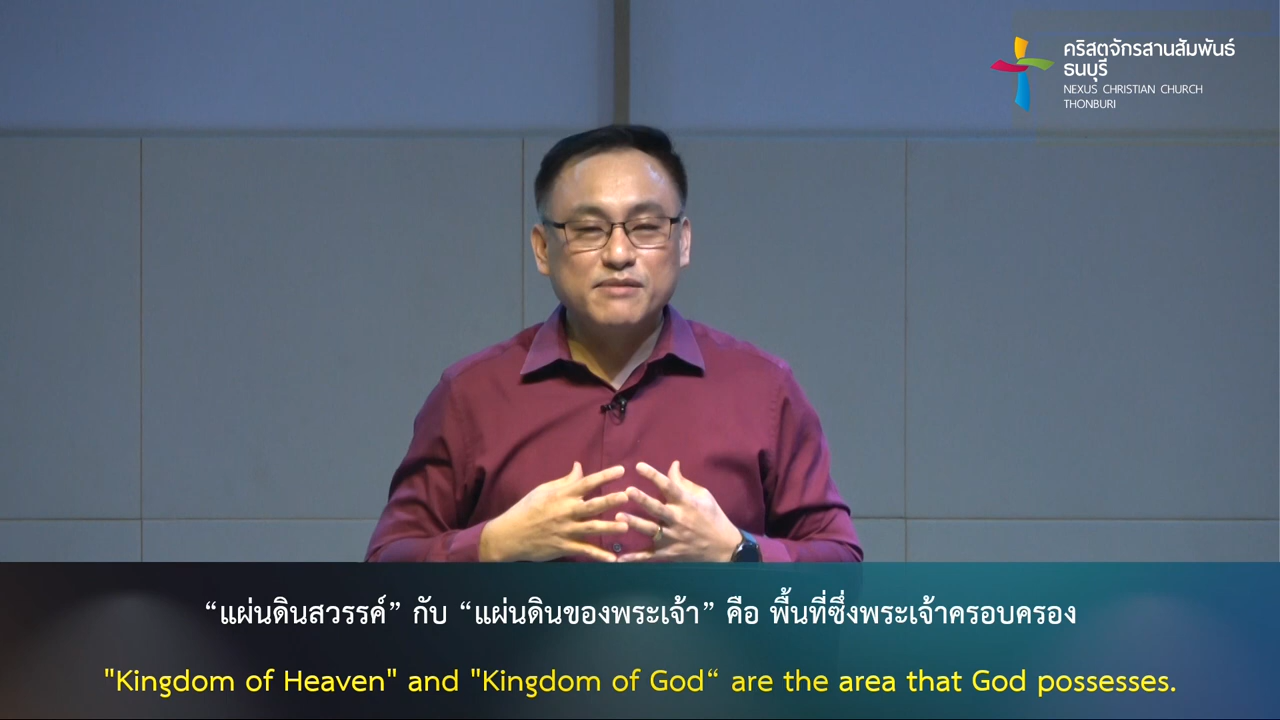 คริสตจักรสานสัมพันธ์
ธนบุรี
NEXUS CHRISTIAN CHURCH
THONBURI
“แผ่นดินสวรรค์” กับ “แผ่นดินของพระเจ้า” คือ พื้นที่ซึ่งพระเจ้าครอบครอง
"Kingdom of Heaven" and "Kingdom of God“ are the area that God possesses.